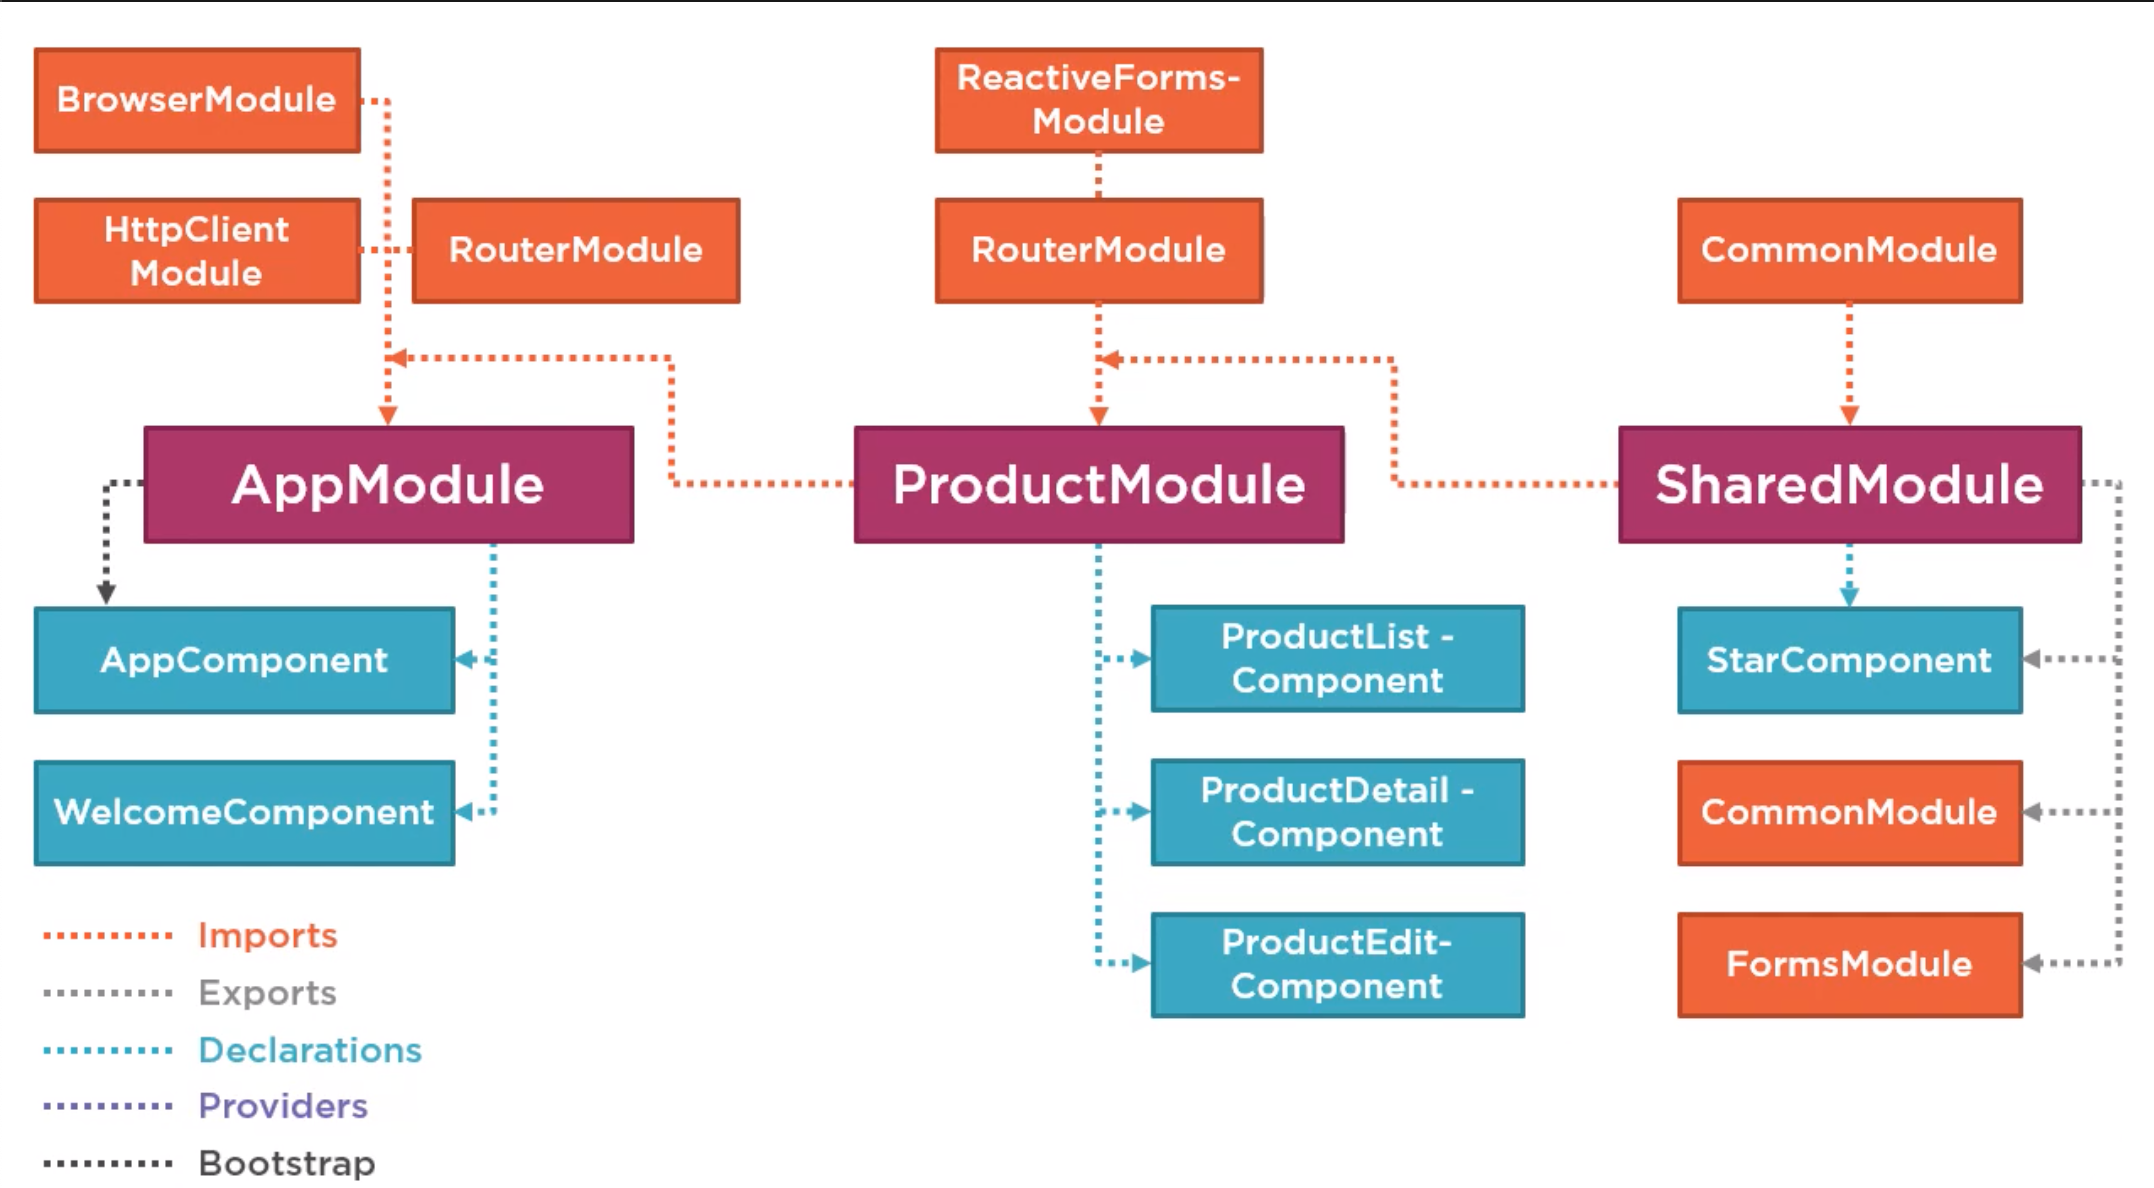 BrowserModule
ReactiveForms-
Module
HttpClient
Module
RouterModule
RouterModule
CommonModule
AppModule
ProductModule
SharedModule
AppComponent
ProductList -
Component
StarComponent
WelcomeComponent
ProductDetail -
Component
CommonModule
ProductEdit-
Component
FormsModule
Imports
Exports
Declarations
Providers
Bootstrap